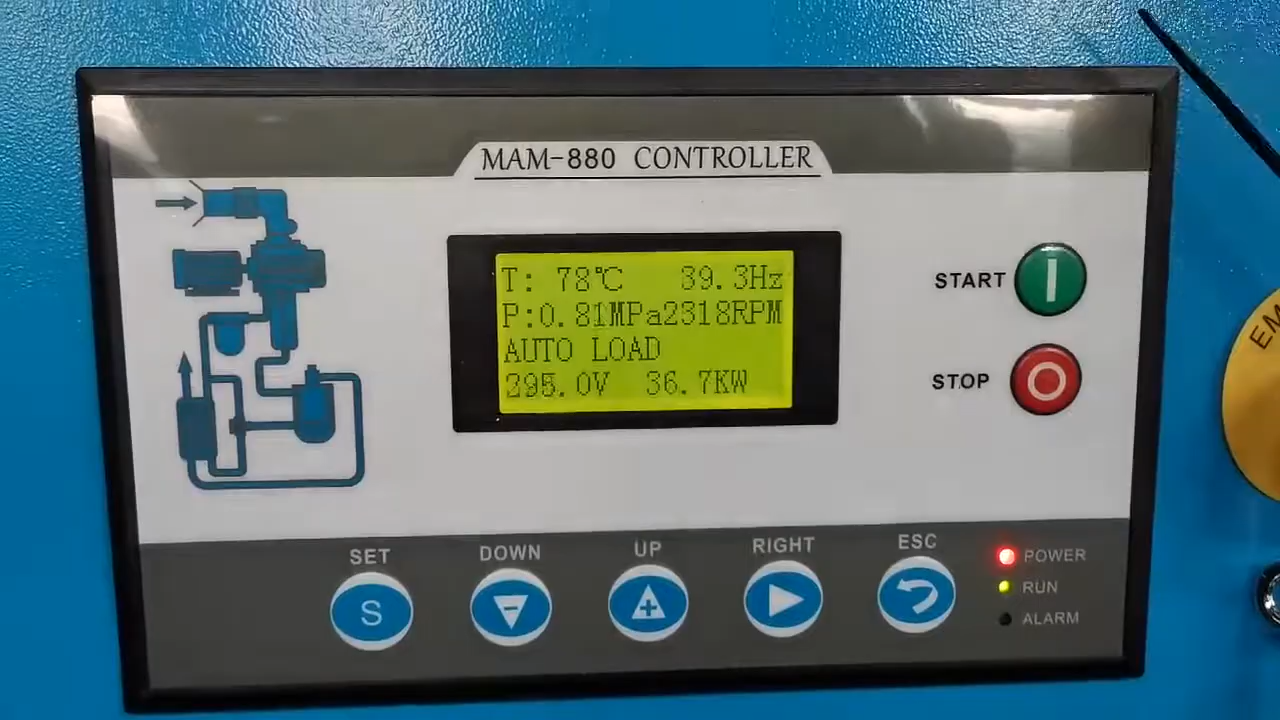 MAM-880 CONTROLLER
T: 78℃ 39.3Hz
P:0.81MPa2318RPM
AUTO LOAD
295.0V 36.7KW
START
STOP
EM
SET
DOWN
UP
RIGHT
ESC
S
POWER
RUN
ALARM